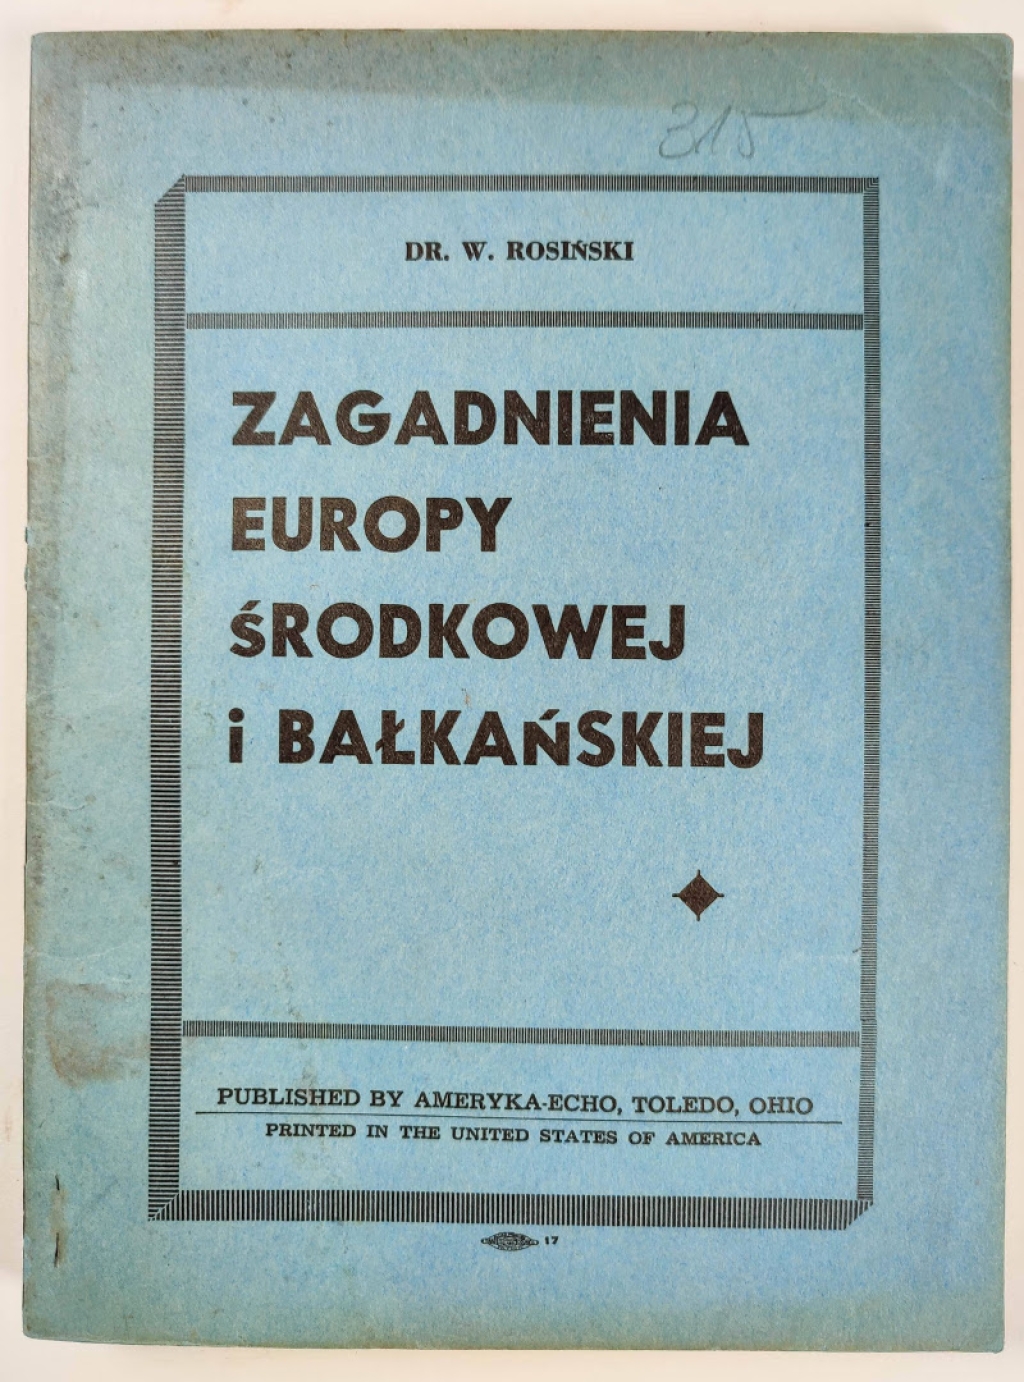 315
DR. W. ROSIŃSKI
ZAGADNIENIA
EUROPY
ŚRODKOWEJ
i BAŁKAŃSKIEJ
PUBLISHED BY AMERYKA-ECHO, TOLEDO, OHIO
PRINTED IN THE UNITED STATES OF AMERICA
17